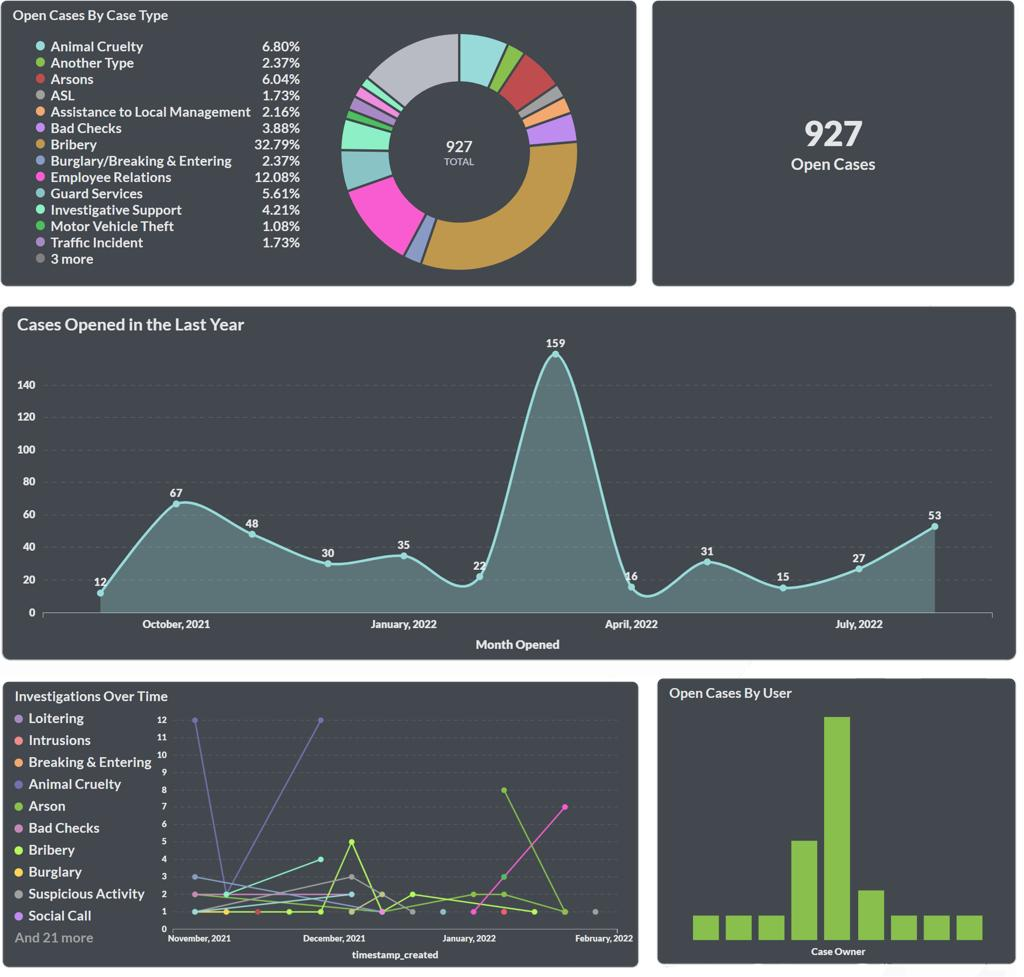 Open Cases By Case Type
Animal Cruelty 6.80%
Another Type 2.37%
Arsons 6.04%
ASL 1.73%
Assistance to Local Management 2.16%
Bad Checks 3.88%
Bribery 32.79%
Burglary/Breaking & Entering 2.37%
Employee Relations 12.08%
Guard Services 5.61%
Investigative Support 4.21%
Motor Vehicle Theft 1.08%
Traffic Incident 1.73%
3 more
927
TOTAL
927
Open Cases
Cases Opened in the Last Year
159
140
120
100
80
67
60
53
48
40
35
30
31
27
22
20
16
15
12
0
October, 2021 January, 2022 April, 2022 July, 2022
Month Opened
Investigations Over Time
Loitering
Intrusions
Breaking & Entering
Animal Cruelty
Arson
Bad Checks
Bribery
Burglary
Suspicious Activity
Social Call
And 21 more
12
11
10
9
8
7
6
5
4
3
2
1
0
November, 2021 December, 2021 January, 2022 February, 2022
timestamp_created
Open Cases By User
Case Owner